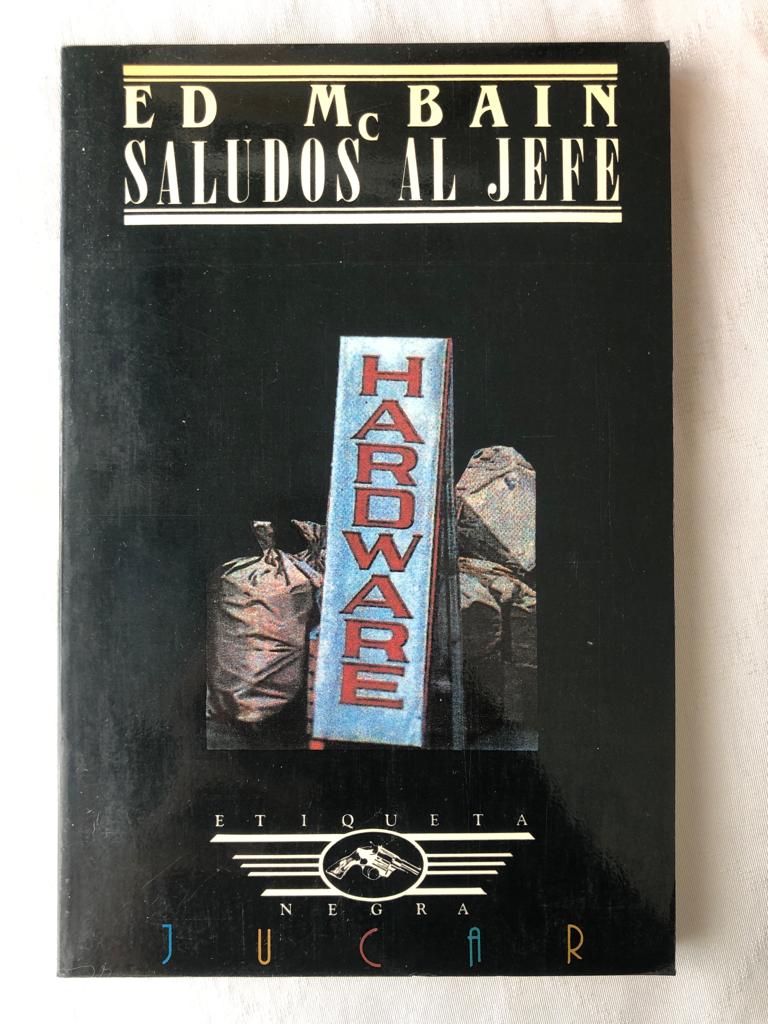 ED McBAIN
SALUDOS AL JEFE
HARDWARE
ETIQUETA
NEGRA
JUCAR